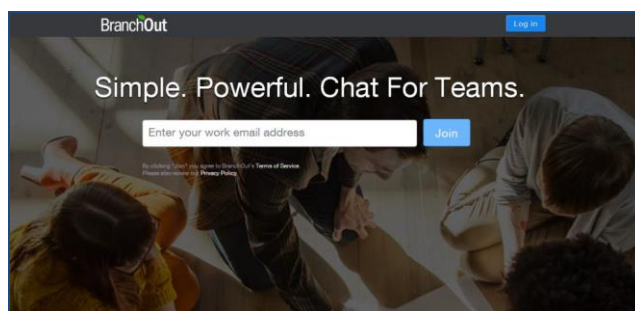 BranchOut
Log in
Simple. Powerful. Chat For Teams.
Enter your work email address
Join
By clicking "Join" you agree to BranchOut's Terms of Service.
Please also review our Privacy Policy.